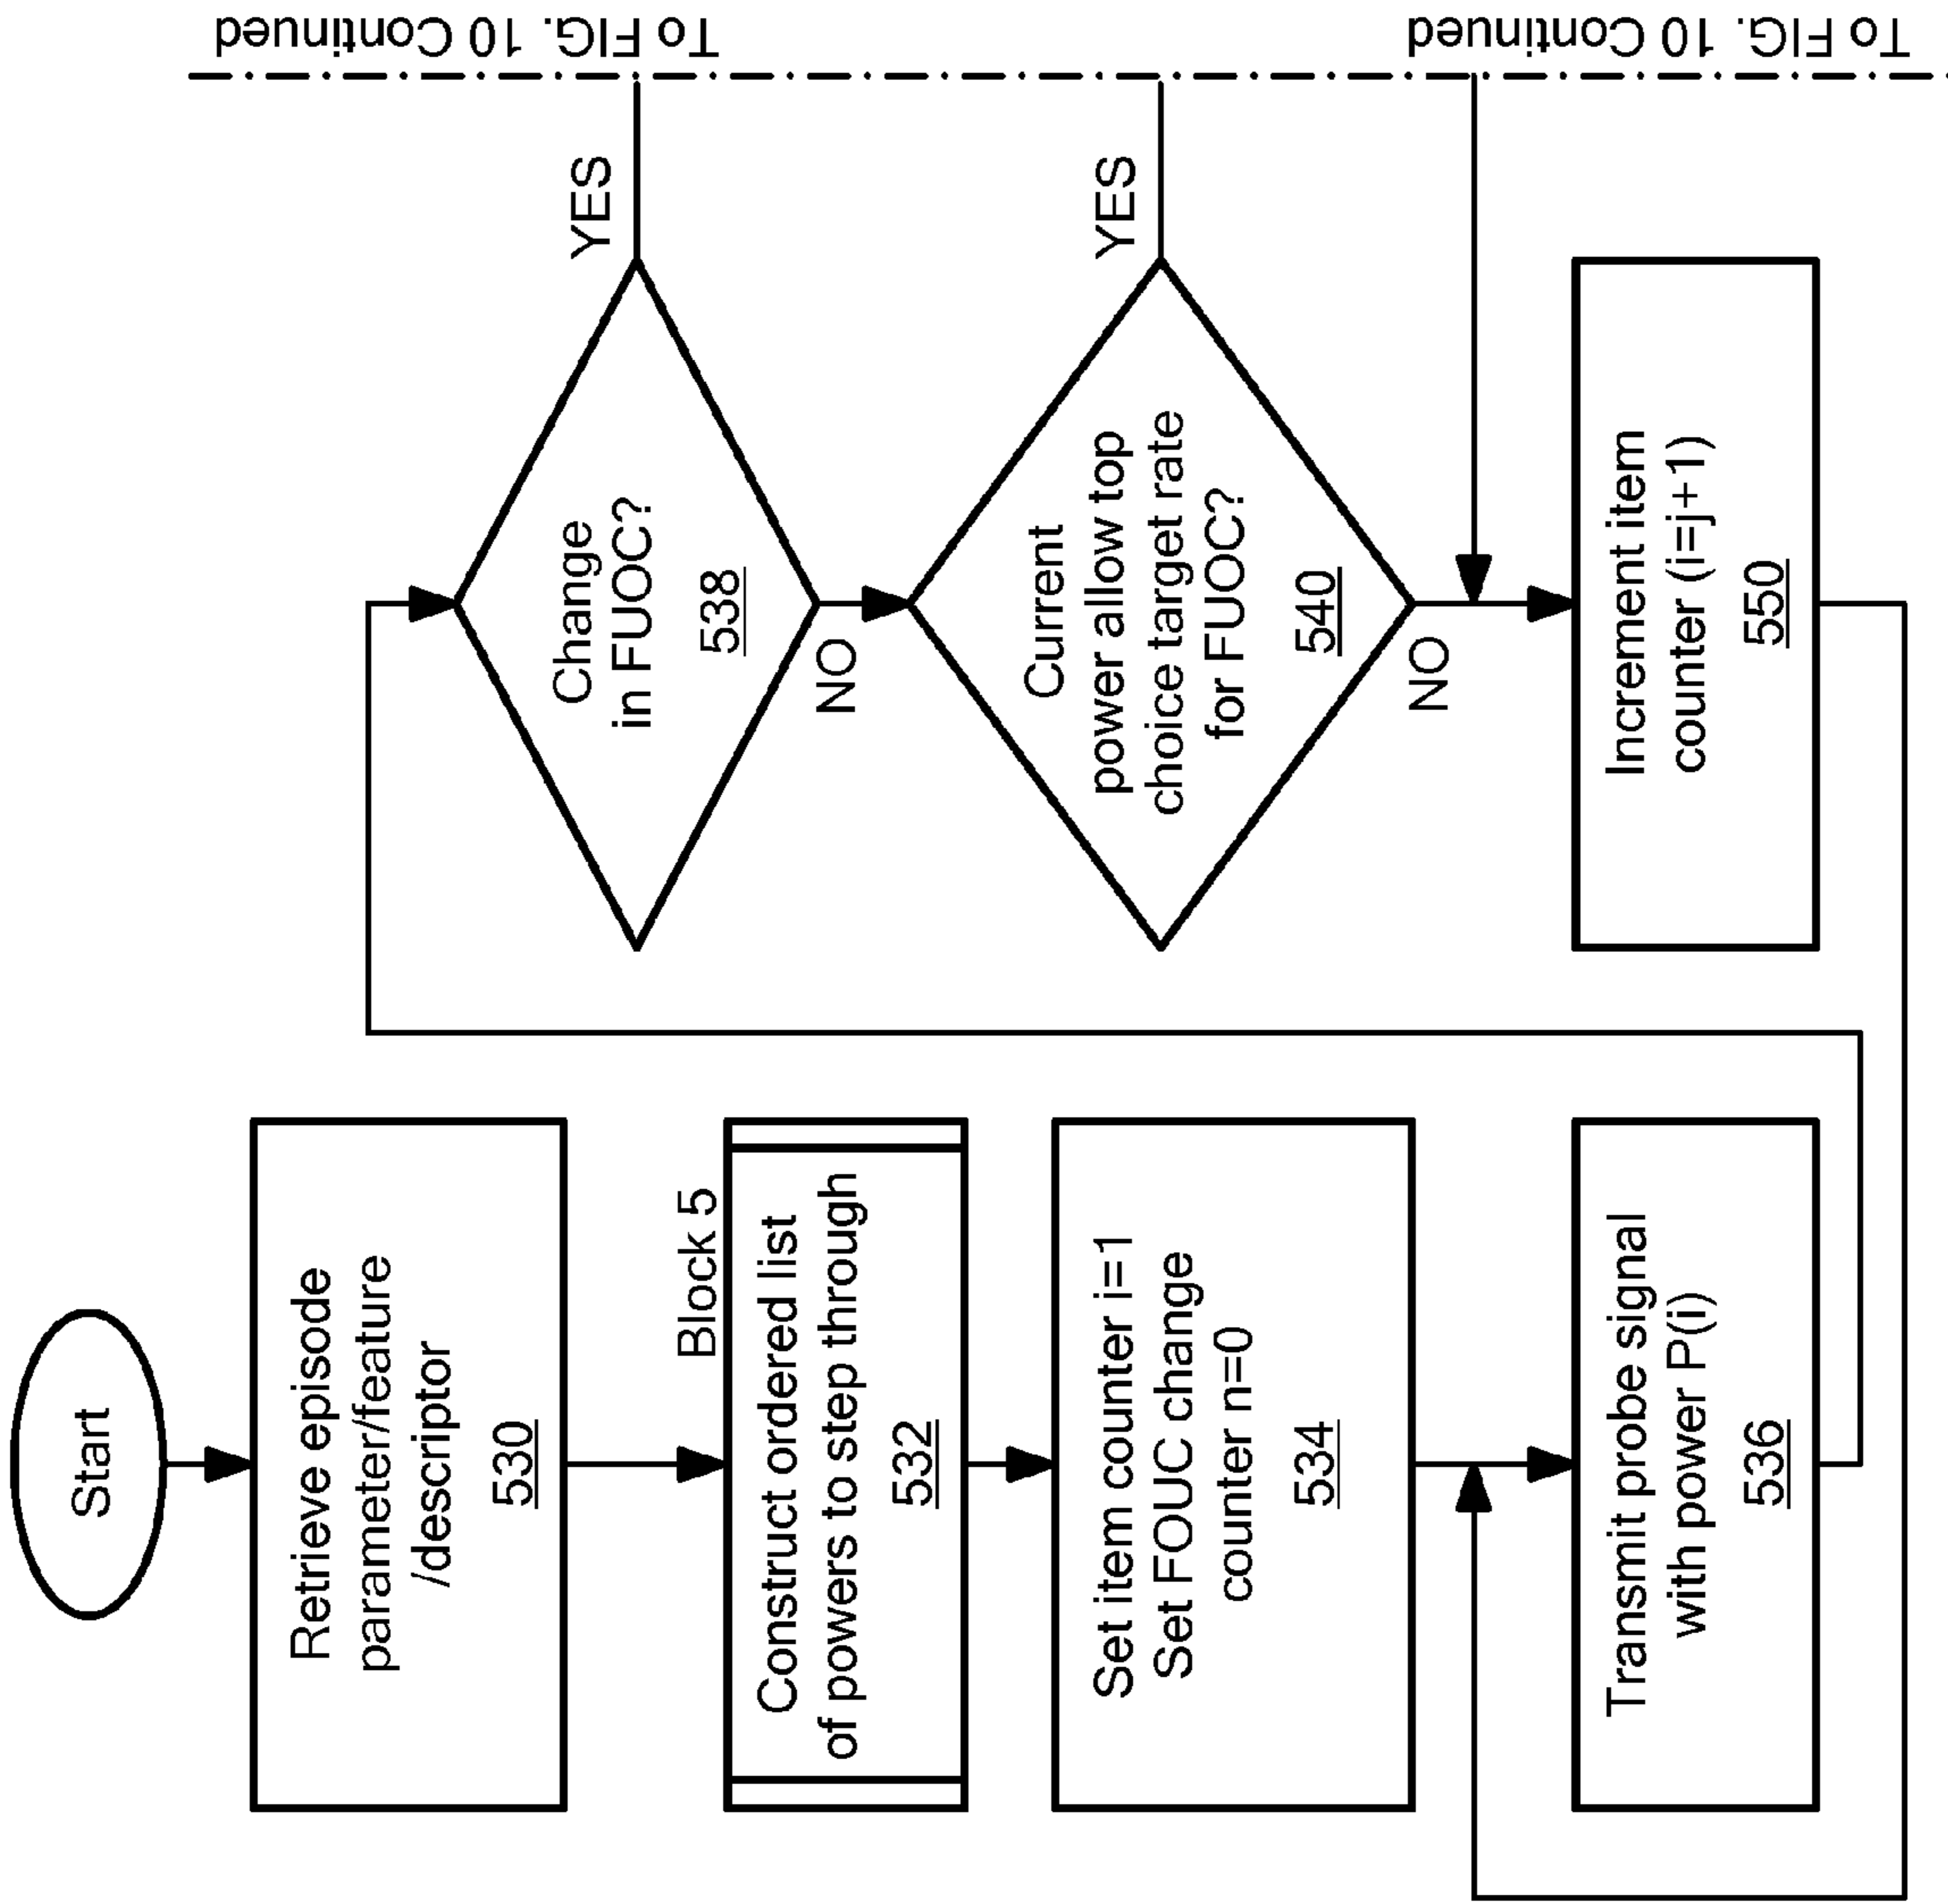 Start
Retrieve episode
parameter/feature
/descriptor
530
Block 5
Construct ordered list
of powers to step through
532
Set item counter i=1
Set FOUC change
counter n=0
534
Transmit probe signal
with power P(i)
536
Change
in FUOC?
538
YES
NO
Current
power allow top
choice target rate
for FUOC?
540
YES
NO
Increment item
counter (i=j+1)
550
To FIG. 10 Continued
To FIG. 10 Continued